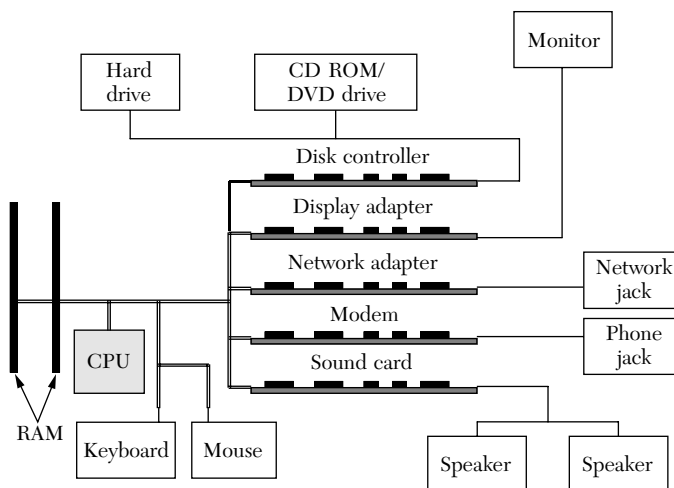 Monitor
Hard
drive
CD ROM/
DVD drive
Disk controller
Display adapter
Network adapter
Network
jack
Modem
Phone
jack
CPU
Sound card
RAM
Keyboard
Mouse
Speaker
Speaker